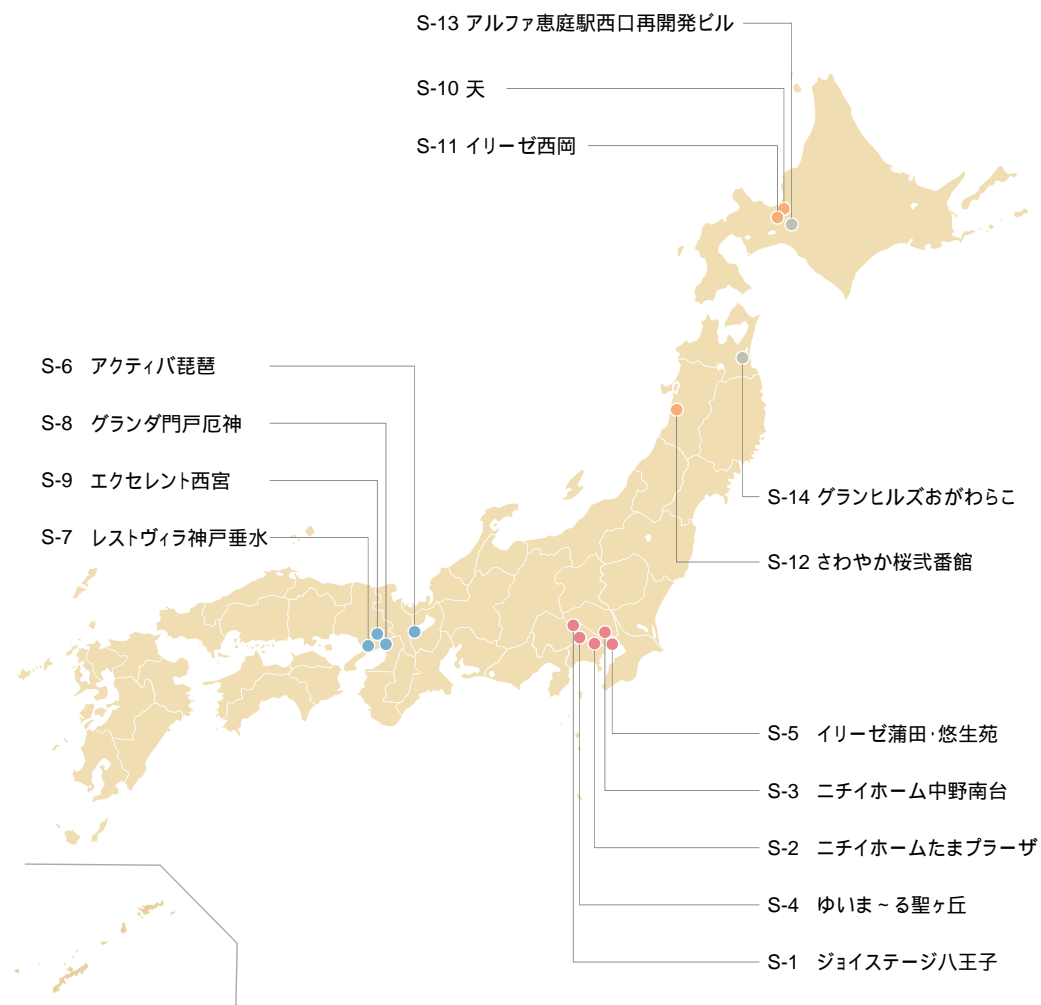 S-13 アルファ恵庭駅西口再開発ビル
S-10 天
S-11 イリーゼ西岡
S-6 アクティバ琵琶
S-8 グランダ門戸厄神
S-9 エクセレント西宮
S-7 レストヴィラ神戸垂水
S-14 グランヒルズおがわらこ
S-12 さわやか桜弐番館
S-5 イリーゼ蒲田・悠生苑
S-3 ニチイホーム中野南台
S-2 ニチイホームたまプラーザ
S-4 ゆいま~る聖ヶ丘
S-1 ジョイステージ八王子